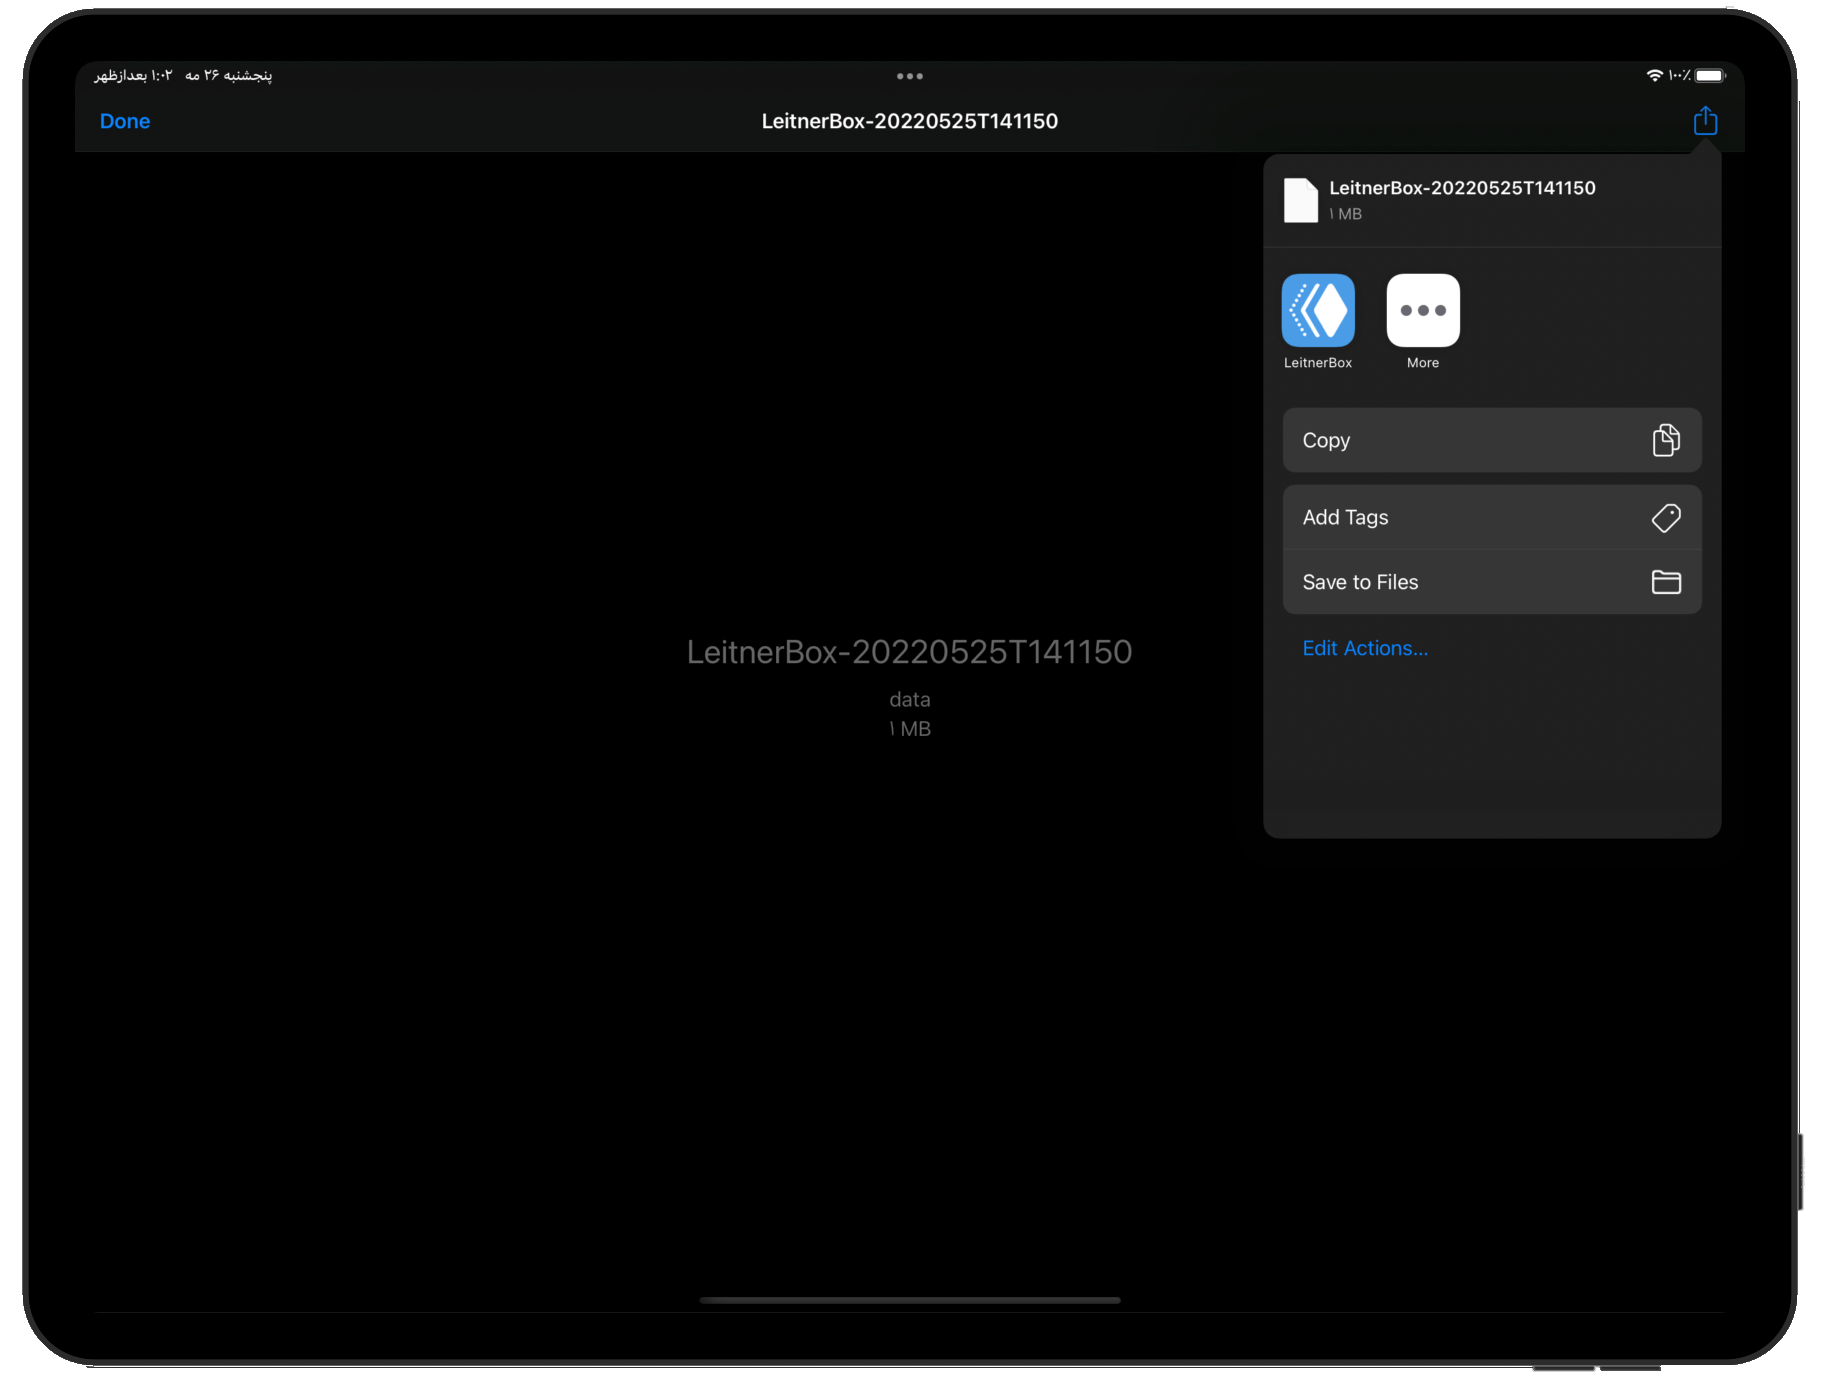 پنجشنبه ۲۶ مه ۱:۰۲ بعدازظهر
۱۰۰٪
Done
LeitnerBox-20220525T141150
LeitnerBox-20220525T141150
۱ MB
LeitnerBox
More
Copy
Add Tags
Save to Files
Edit Actions...
LeitnerBox-20220525T141150
data
۱ MB